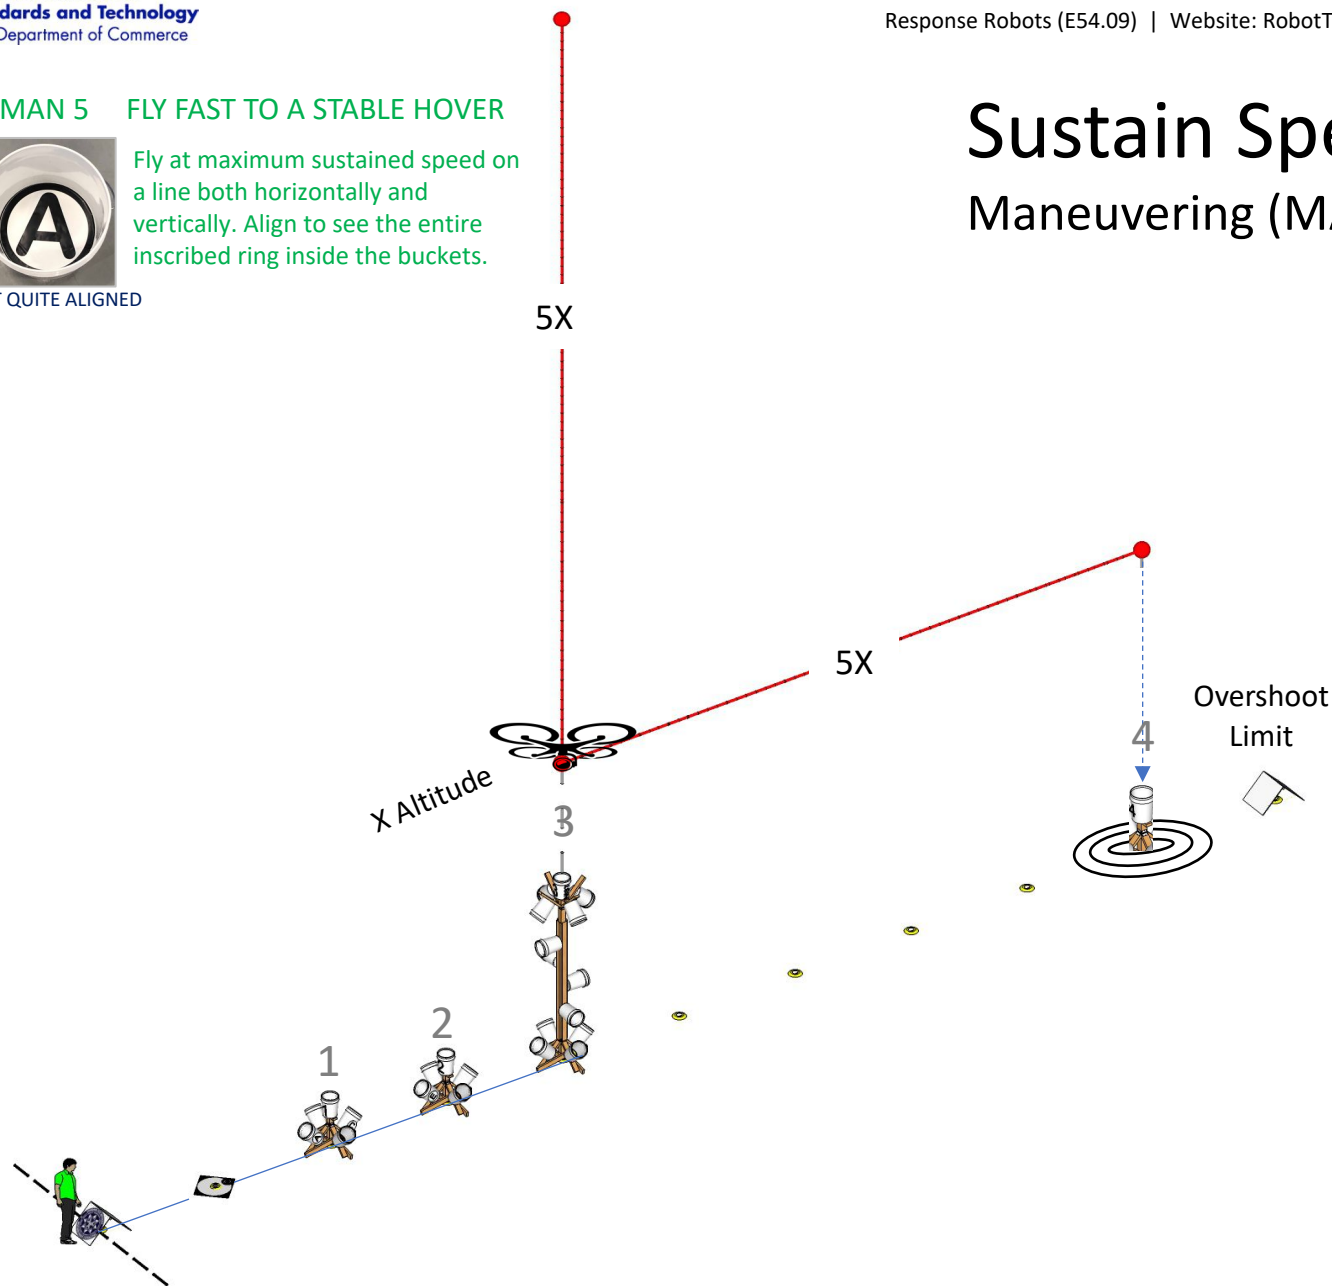 dards and Technology
Department of Commerce
Response Robots (E54.09) | Website: RobotT
MAN 5 FLY FAST TO A STABLE HOVER
Fly at maximum sustained speed on
a line both horizontally and
vertically. Align to see the entire
inscribed ring inside the buckets.
A
T QUITE ALIGNED
Sustain Spe
Maneuvering (MA
5X
5X
Overshoot
Limit
4
4
X Altitude
3
2
1